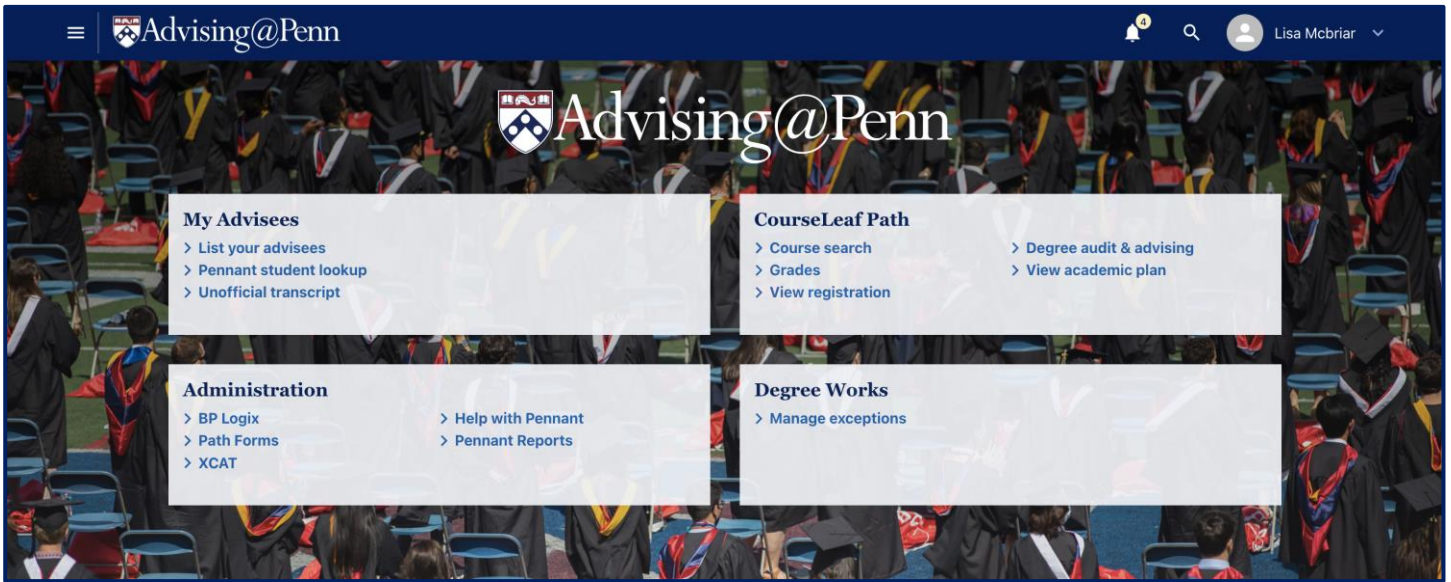 Advising@Penn
4
Lisa Mcbriar
Advising@Penn
My Advisees
List your advisees
Pennant student lookup
Unofficial transcript
CourseLeaf Path
Course search
Grades
View registration
Degree audit & advising
View academic plan
Administration
BP Logix
Path Forms
XCAT
Help with Pennant
Pennant Reports
Degree Works
Manage exceptions